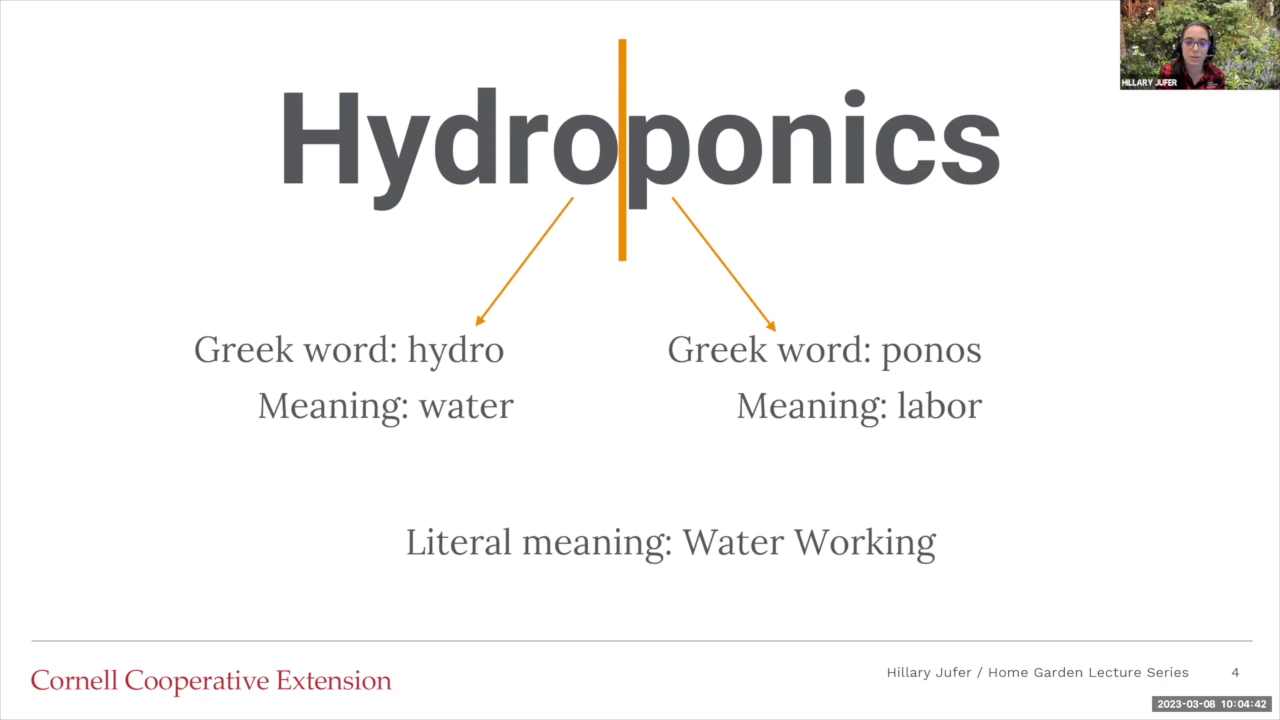 HILLARY JUFER
Hydroponics
Greek word: hydro
Meaning: water
Greek word: ponos
Meaning: labor
Literal meaning: Water Working
Cornell Cooperative Extension
Hillary Jufer / Home Garden Lecture Series
4
2023-03-08 10:04:42